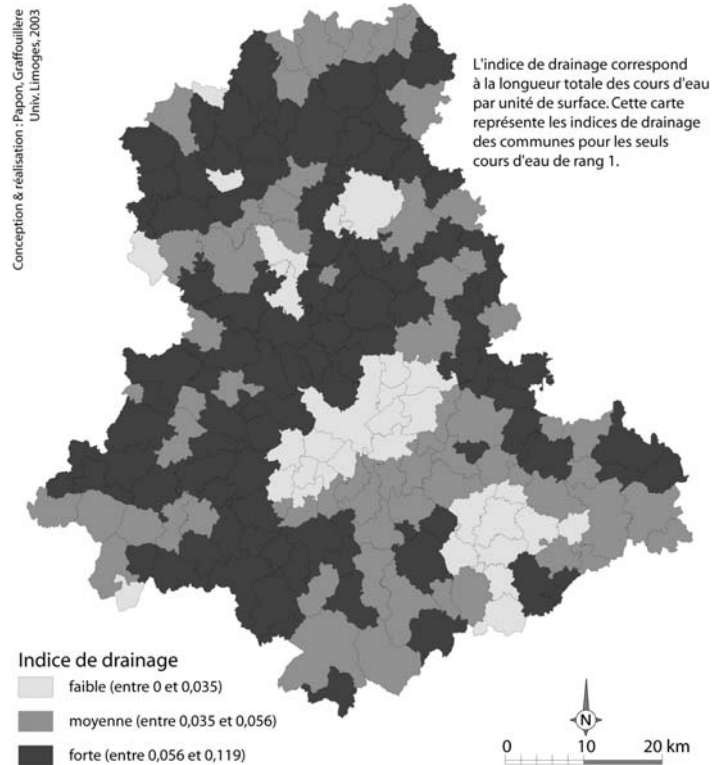 Conception & réalisation : Papon, Graffouillère
Univ. Limoges, 2003
L'indice de drainage correspond
à la longueur totale des cours d'eau
par unité de surface. Cette carte
représente les indices de drainage
des communes pour les seuls
cours d'eau de rang 1.
Indice de drainage
faible (entre 0 et 0,035)
moyenne (entre 0,035 et 0,056)
forte (entre 0,056 et 0,119)
N
0 10 20 km